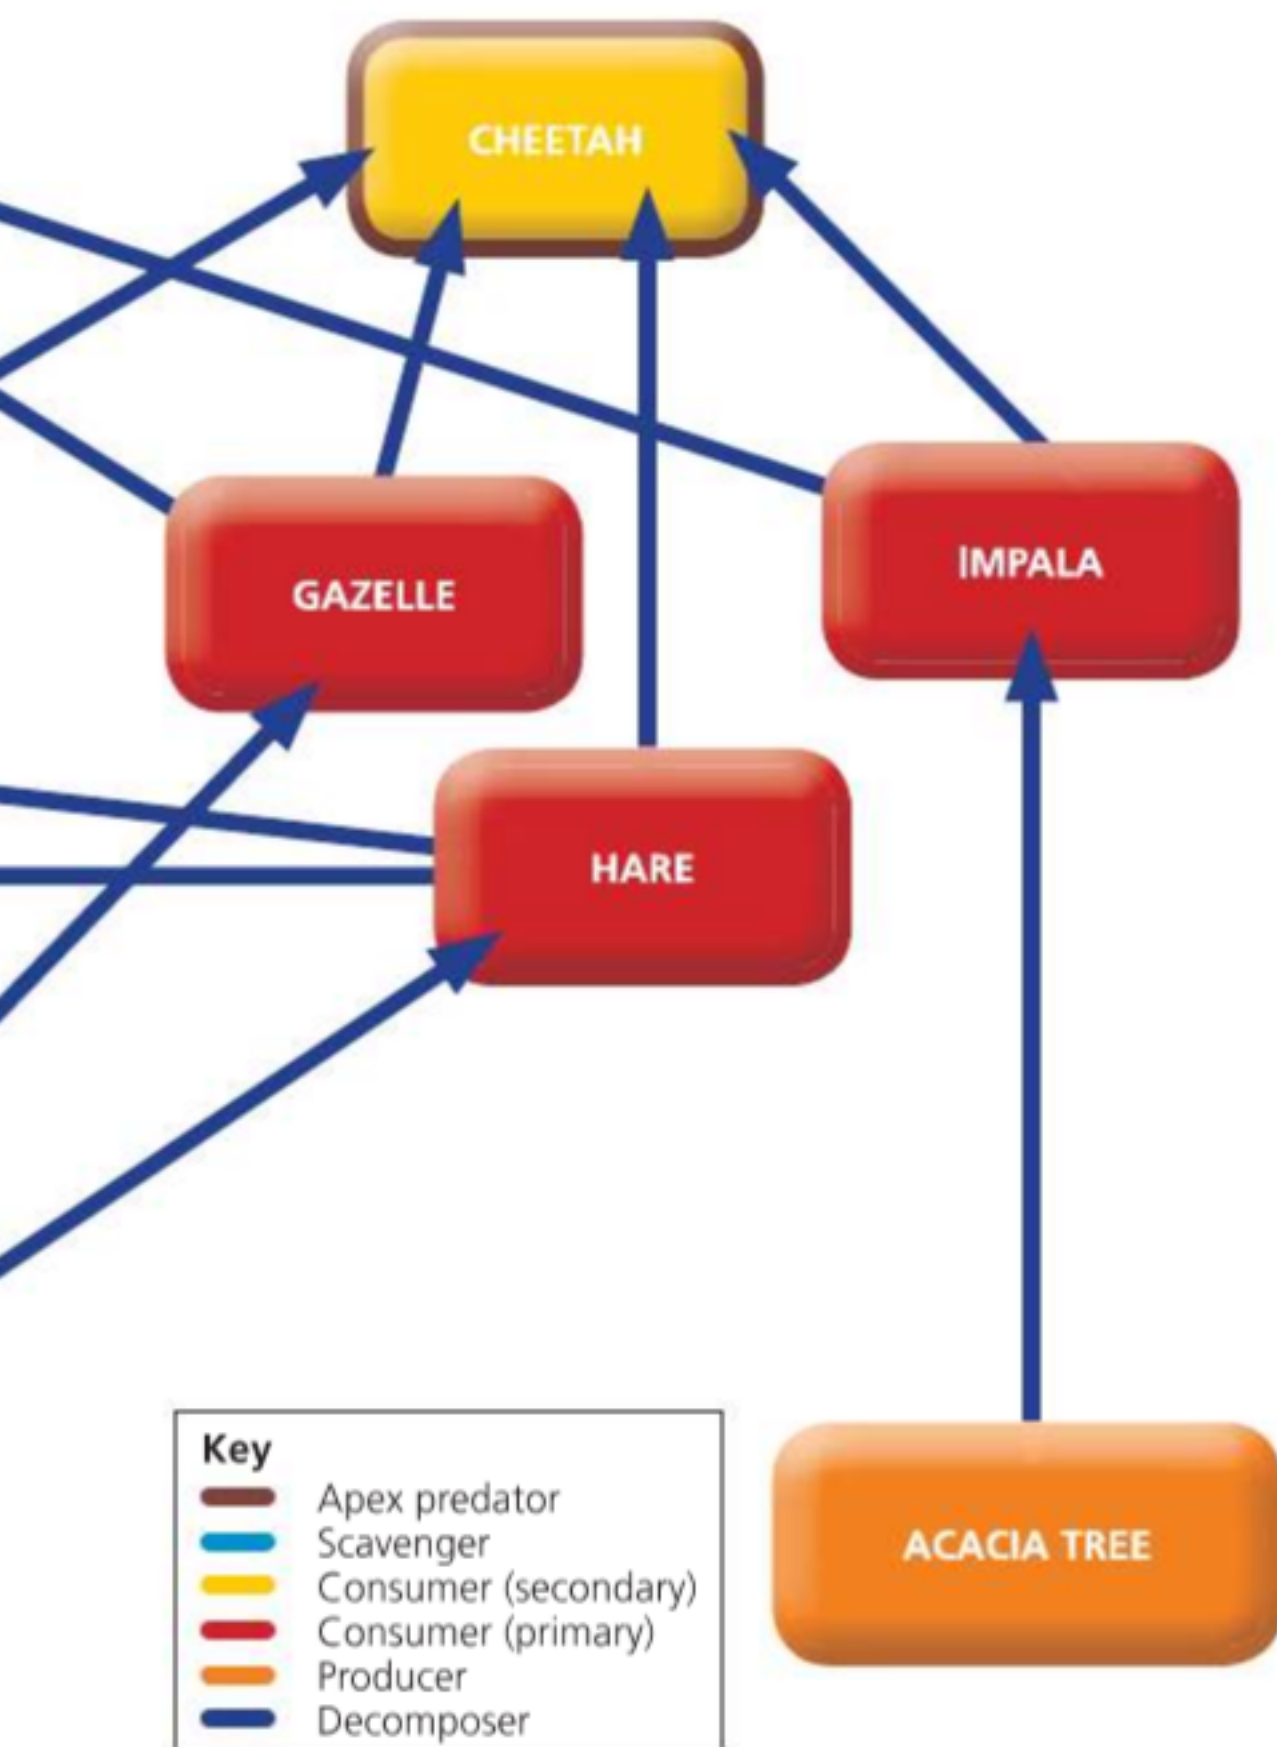 CHEETAH
IMPALA
GAZELLE
HARE
Key
Apex predator
Scavenger
Consumer (secondary)
Consumer (primary)
Producer
Decomposer
ACACIA TREE